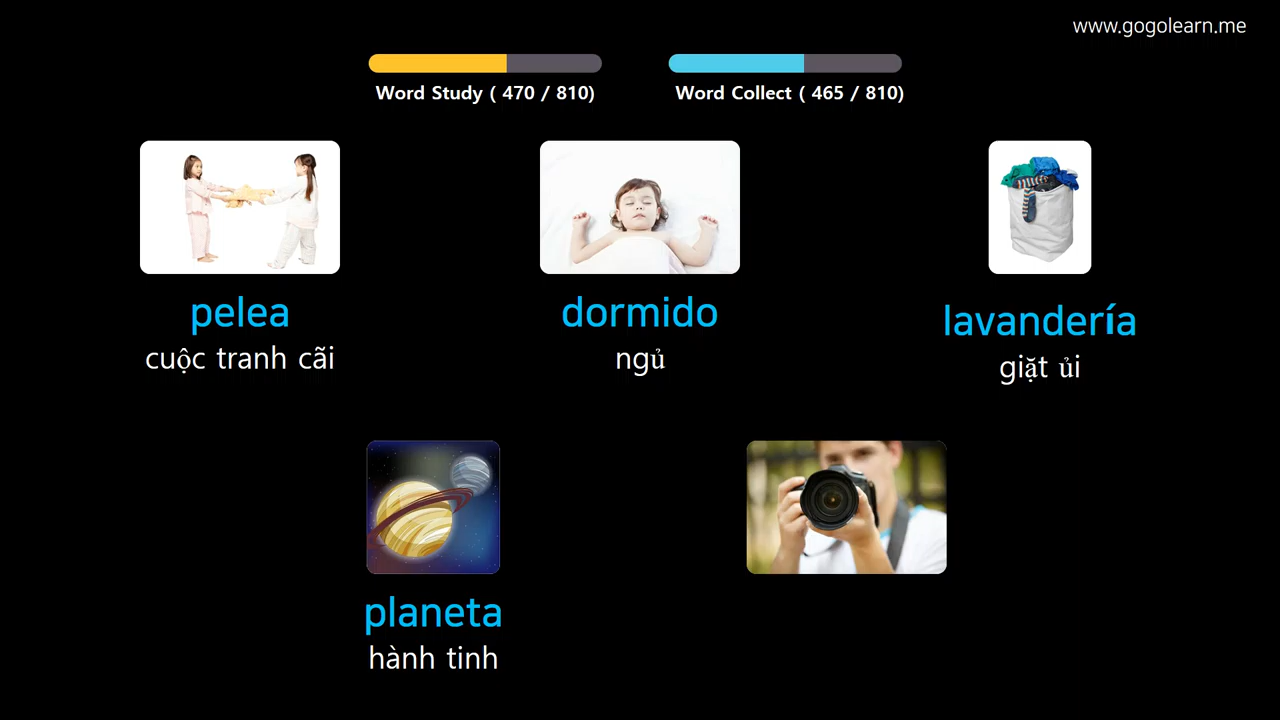 www.gogolearn.me
Word Study ( 470 / 810)
Word Collect ( 465 / 810)
pelea
cuộc tranh cãi
dormido
ngủ
lavandería
giặt ủi
planeta
hành tinh